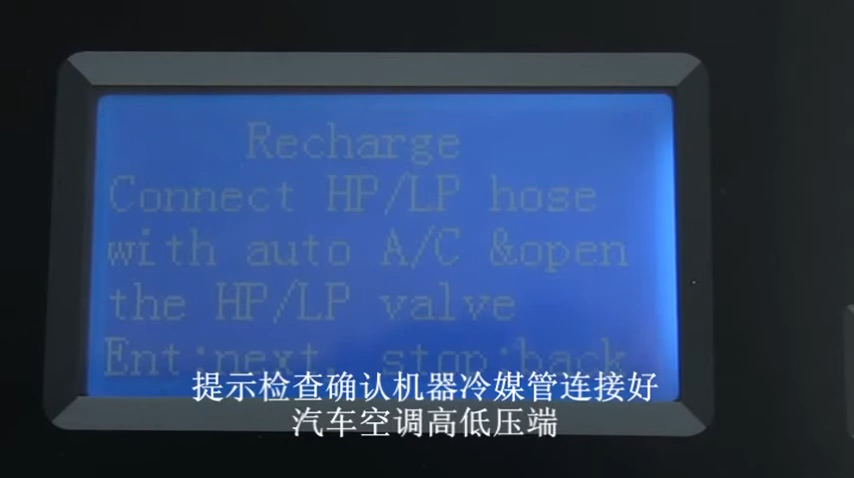 Recharge
Connect HP/LP hose
with auto A/C &open
the HP/LP valve
Ent:next, stop:back
提示检查确认机器冷媒管连接好
汽车空调高低压端